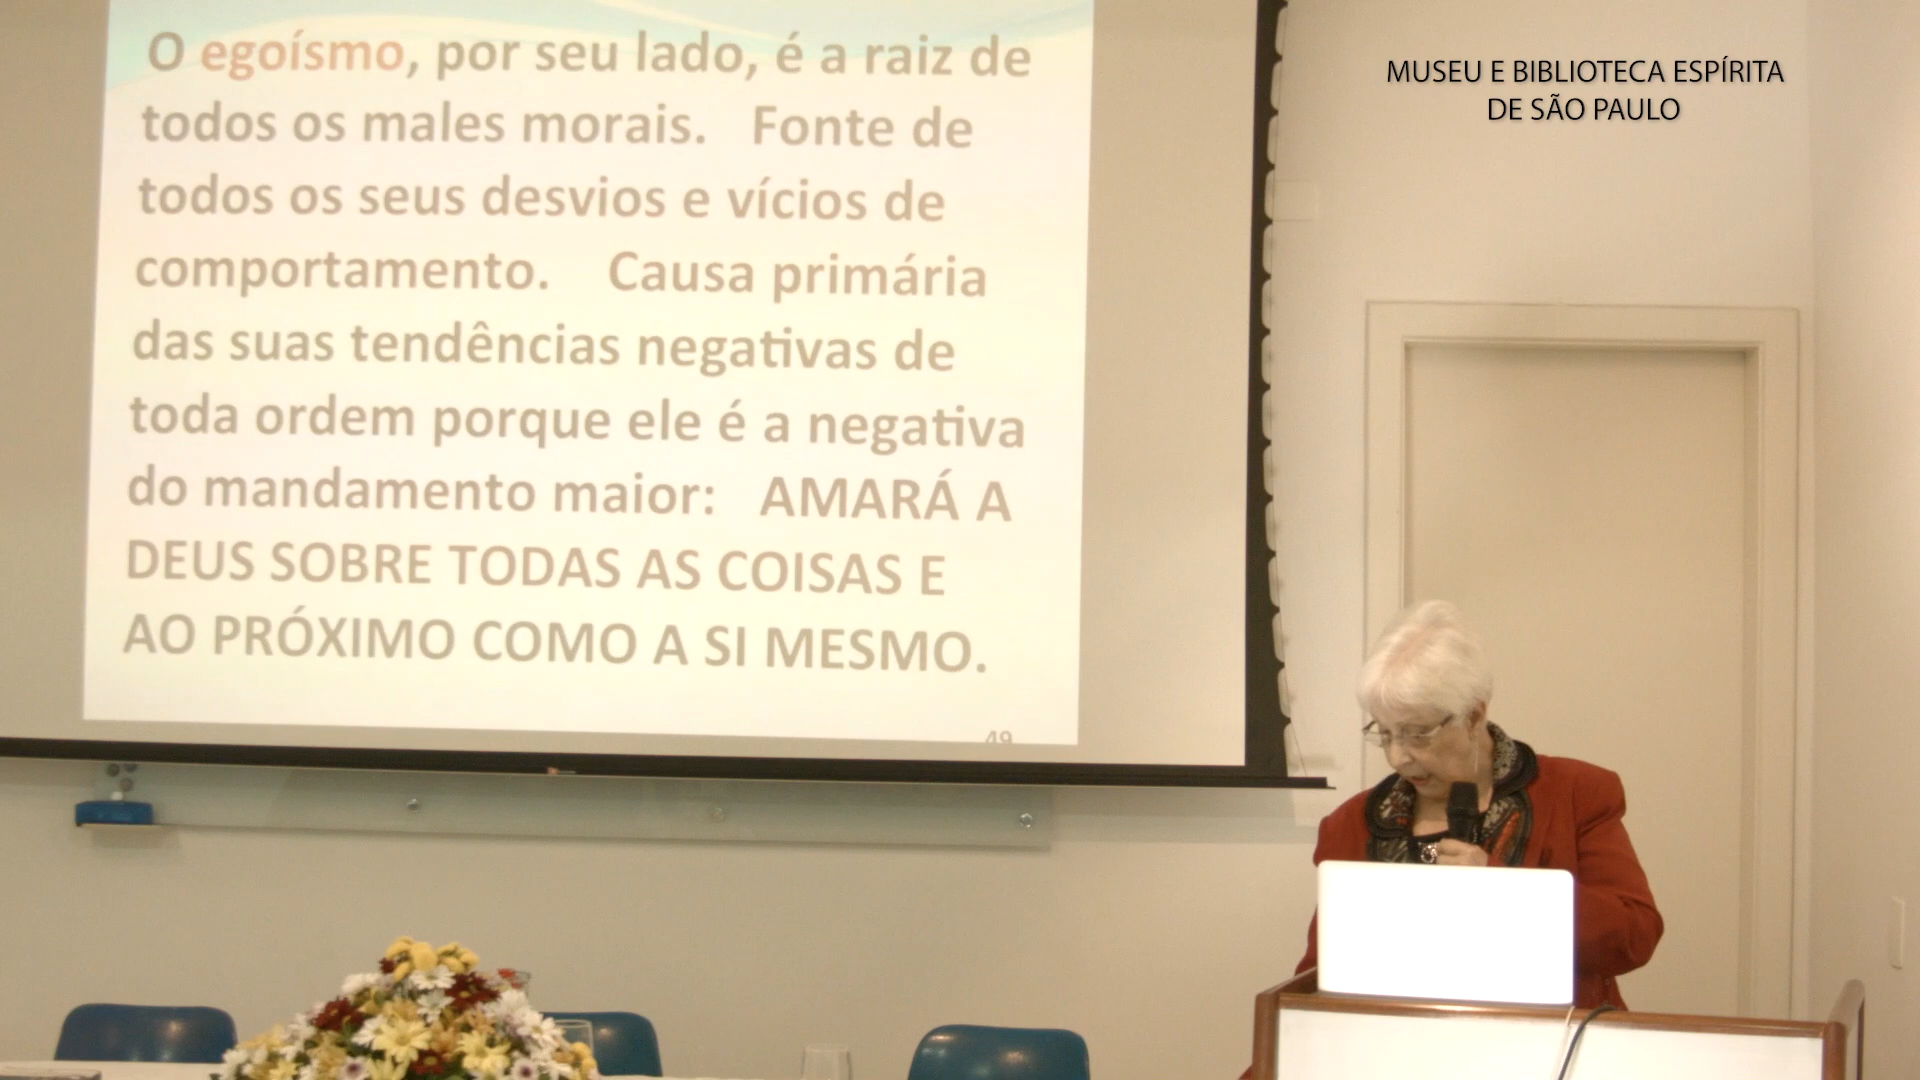 O egoísmo, por seu lado, é a raiz de
todos os males morais. Fonte de
todos os seus desvios e vícios de
comportamento. Causa primária
das suas tendências negativas de
toda ordem porque ele é a negativa
do mandamento maior: AMARÁ A
DEUS SOBRE TODAS AS COISAS E
AO PRÓXIMO COMO A SI MESMO.
49
MUSEU E BIBLIOTECA ESPÍRITA
DE SÃO PAULO